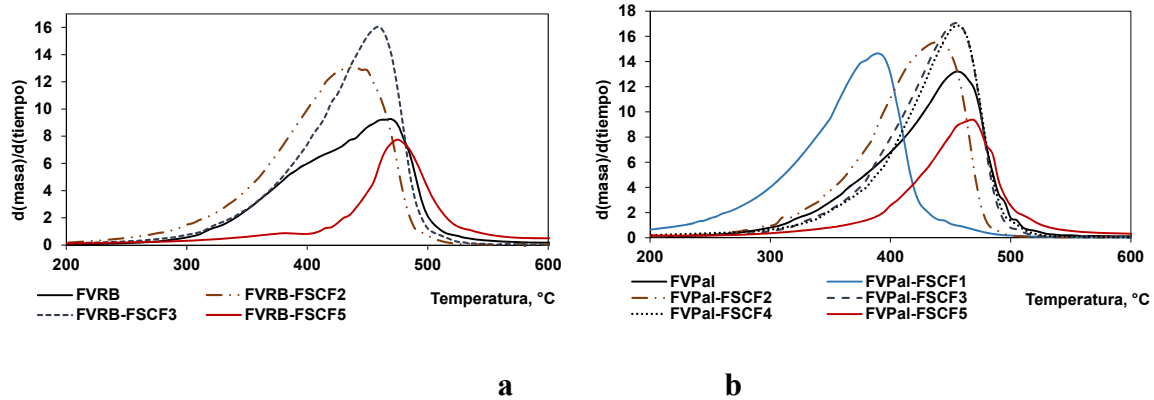 d(masa)/d(tiempo)
16
14
12
10
8
6
4
2
0
200 300 400 500 600
Temperatura, °C
FVRB FVRB-FSCF2
FVRB-FSCF3 FVRB-FSCF5
a
d(masa)/d(tiempo)
18
16
14
12
10
8
6
4
2
0
200 300 400 500 600
Temperatura, °C
FVPal FVPal-FSCF1
FVPal-FSCF2 FVPal-FSCF3
FVPal-FSCF4 FVPal-FSCF5
b